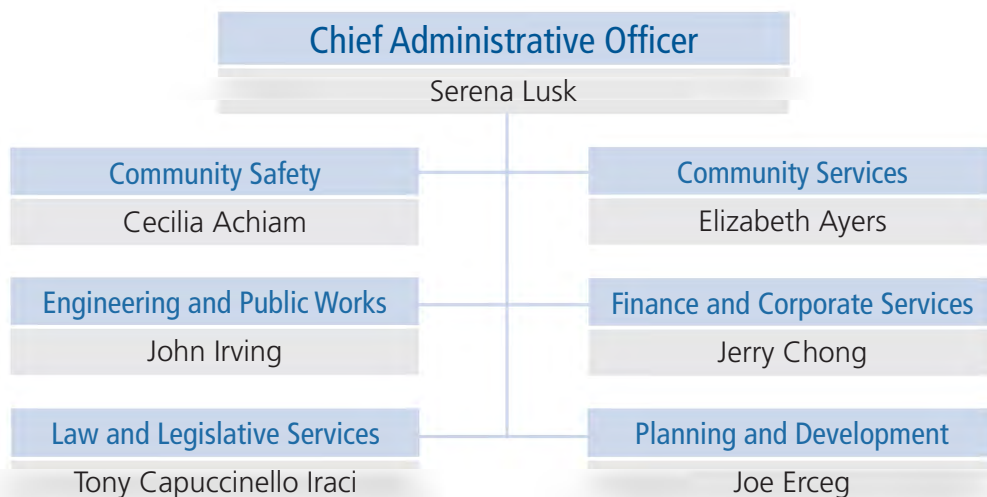 Chief Administrative Officer
Serena Lusk
Community Safety
Cecilia Achiam
Community Services
Elizabeth Ayers
Engineering and Public Works
John Irving
Finance and Corporate Services
Jerry Chong
Law and Legislative Services
Tony Capuccinello Iraci
Planning and Development
Joe Erceg